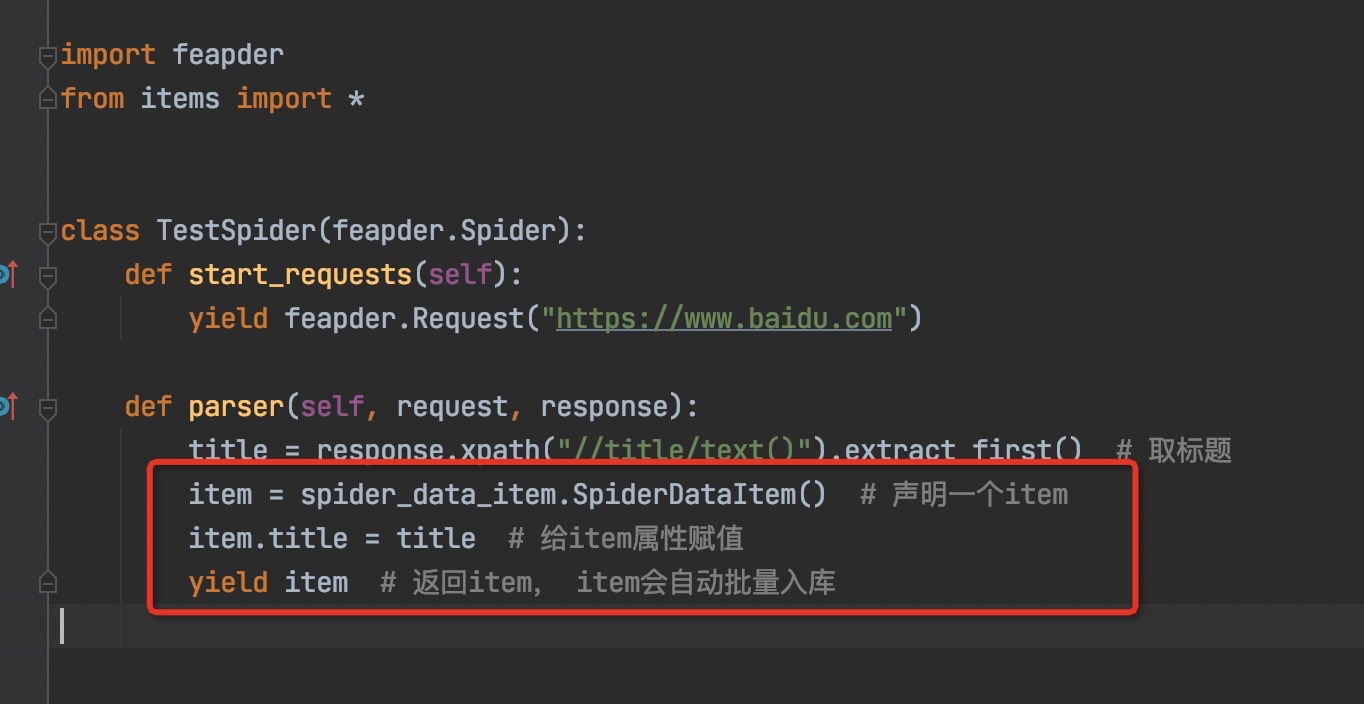 import feapder
from items import *
class TestSpider(feapder.Spider):
def start_requests(self):
yield feapder.Request("https://www.baidu.com")
def parser(self, request, response):
title = response.xpath("//title/text()").extract_first() # 取标题
item = spider_data_item.SpiderDataItem() # 声明一个item
item.title = title # 给item属性赋值
yield item # 返回item, item会自动批量入库